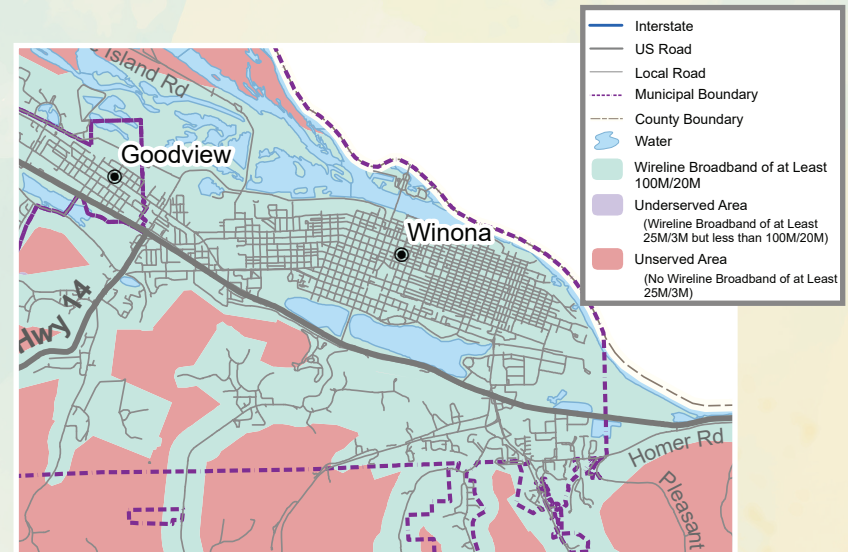 Interstate
US Road
Local Road
Municipal Boundary
County Boundary
Water
Wireline Broadband of at Least
100M/20M
Underserved Area
(Wireline Broadband of at Least
25M/3M but less than 100M/20M)
Unserved Area
(No Wireline Broadband of at Least
25M/3M)
Island Rd
Goodview
Winona
Hwy 14
Homer Rd
Pleasant